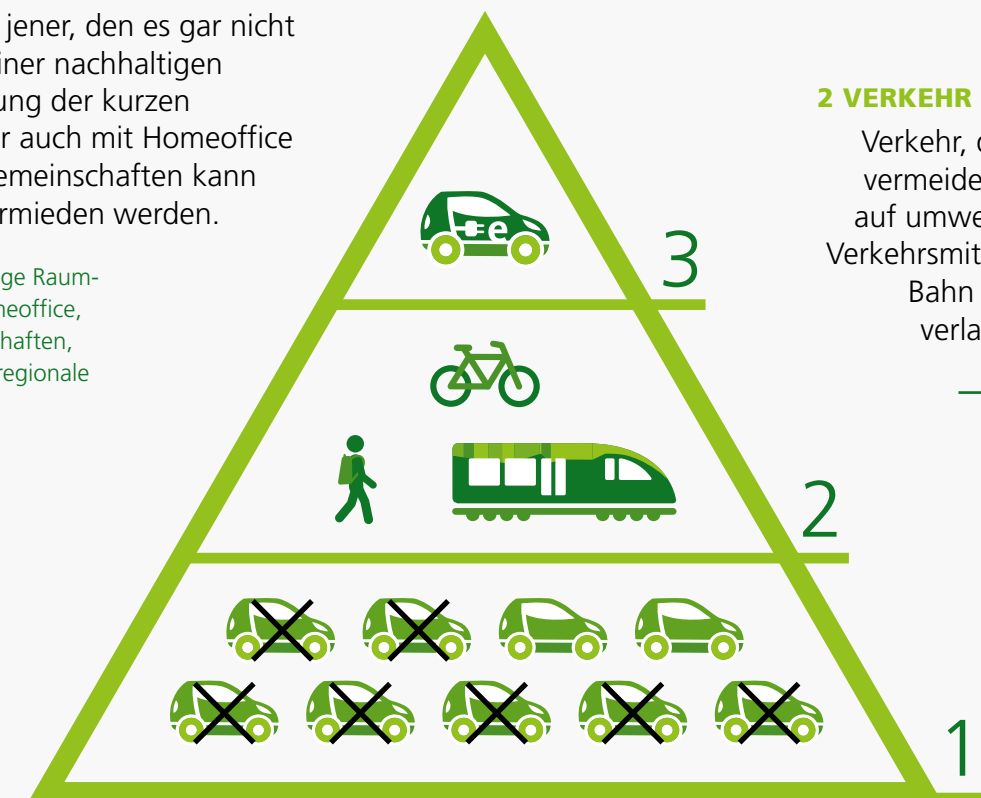 jener, den es gar nicht
iner nachhaltigen
ung der kurzen
r auch mit Homeoffice
emeinschaften kann
rmieden werden.
ge Raum-
neoffice,
haften,
regionale
2 VERKEHR
Verkehr, d
vermeide
auf umwe
Verkehrsmit
Bahn
verla
e
3
2
1